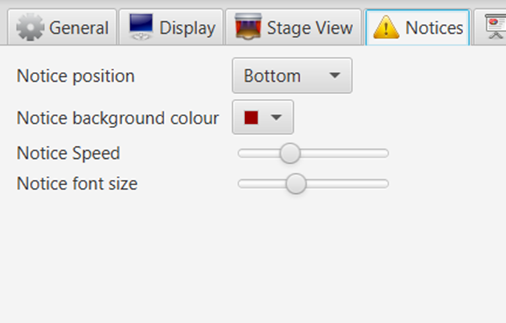 General Display Stage View Notices
Notice position Bottom
Notice background colour
Notice Speed
Notice font size